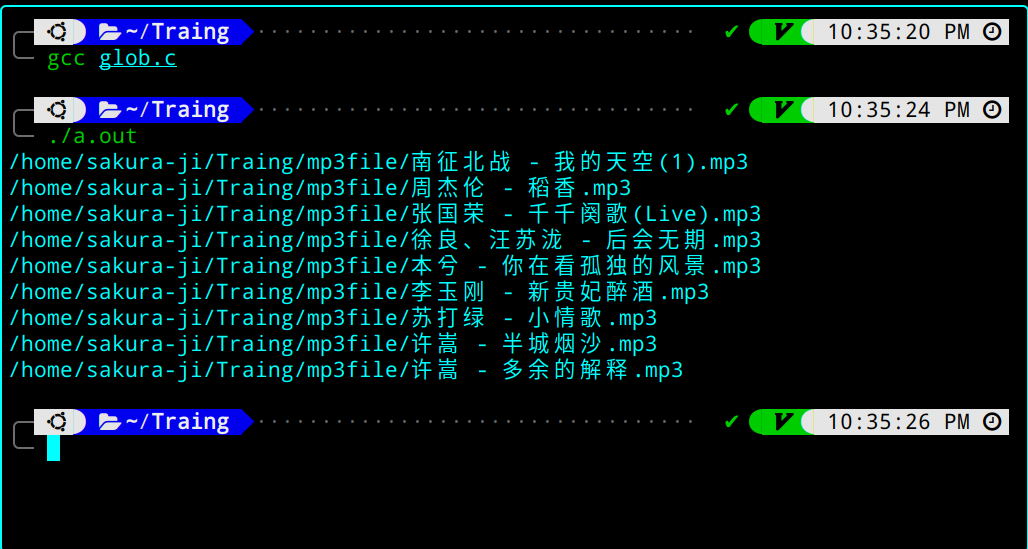 ~/Traing ✔ 10:35:20 PM
gcc glob.c
~/Traing ✔ 10:35:24 PM
./a.out
/home/sakura-ji/Traing/mp3file/南征北战 - 我的天空(1).mp3
/home/sakura-ji/Traing/mp3file/周杰伦 - 稻香.mp3
/home/sakura-ji/Traing/mp3file/张国荣 - 千千阕歌(Live).mp3
/home/sakura-ji/Traing/mp3file/徐良、汪苏泷 - 后会无期.mp3
/home/sakura-ji/Traing/mp3file/本兮 - 你在看孤独的风景.mp3
/home/sakura-ji/Traing/mp3file/李玉刚 - 新贵妃醉酒.mp3
/home/sakura-ji/Traing/mp3file/苏打绿 - 小情歌.mp3
/home/sakura-ji/Traing/mp3file/许嵩 - 半城烟沙.mp3
/home/sakura-ji/Traing/mp3file/许嵩 - 多余的解释.mp3
~/Traing ✔ 10:35:26 PM